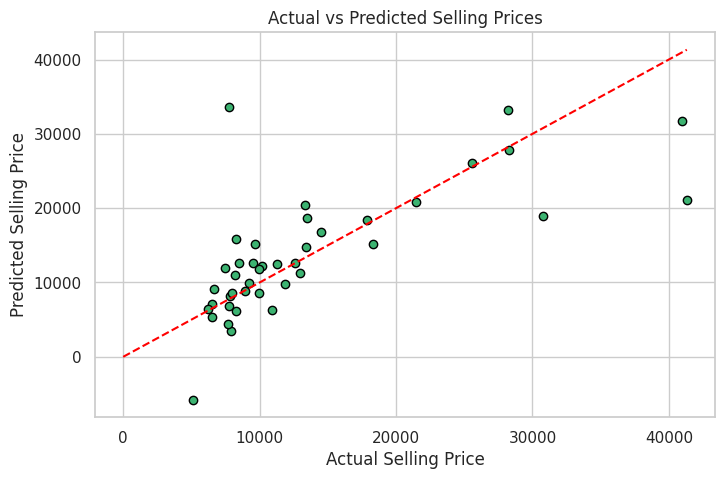 Actual vs Predicted Selling Prices
Predicted Selling Price
40000
30000
20000
10000
0
0 10000 20000 30000 40000
Actual Selling Price